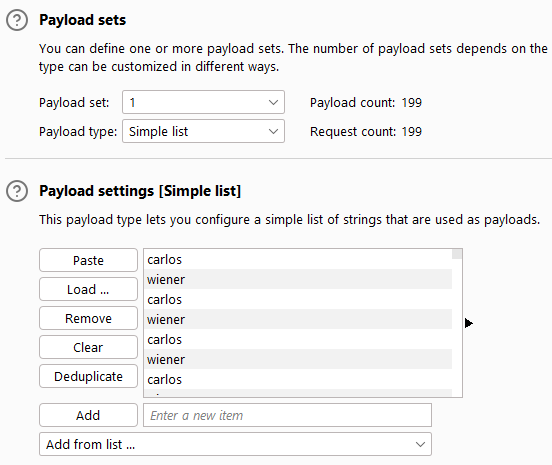 Payload sets
You can define one or more payload sets. The number of payload sets depends on the
type can be customized in different ways.
Payload set: 1 Payload count: 199
Payload type: Simple list Request count: 199
Payload settings [Simple list]
This payload type lets you configure a simple list of strings that are used as payloads.
Paste carlos
wiener
Load ... carlos
Remove wiener
Clear carlos
wiener
Deduplicate carlos
Add Enter a new item
Add from list ...